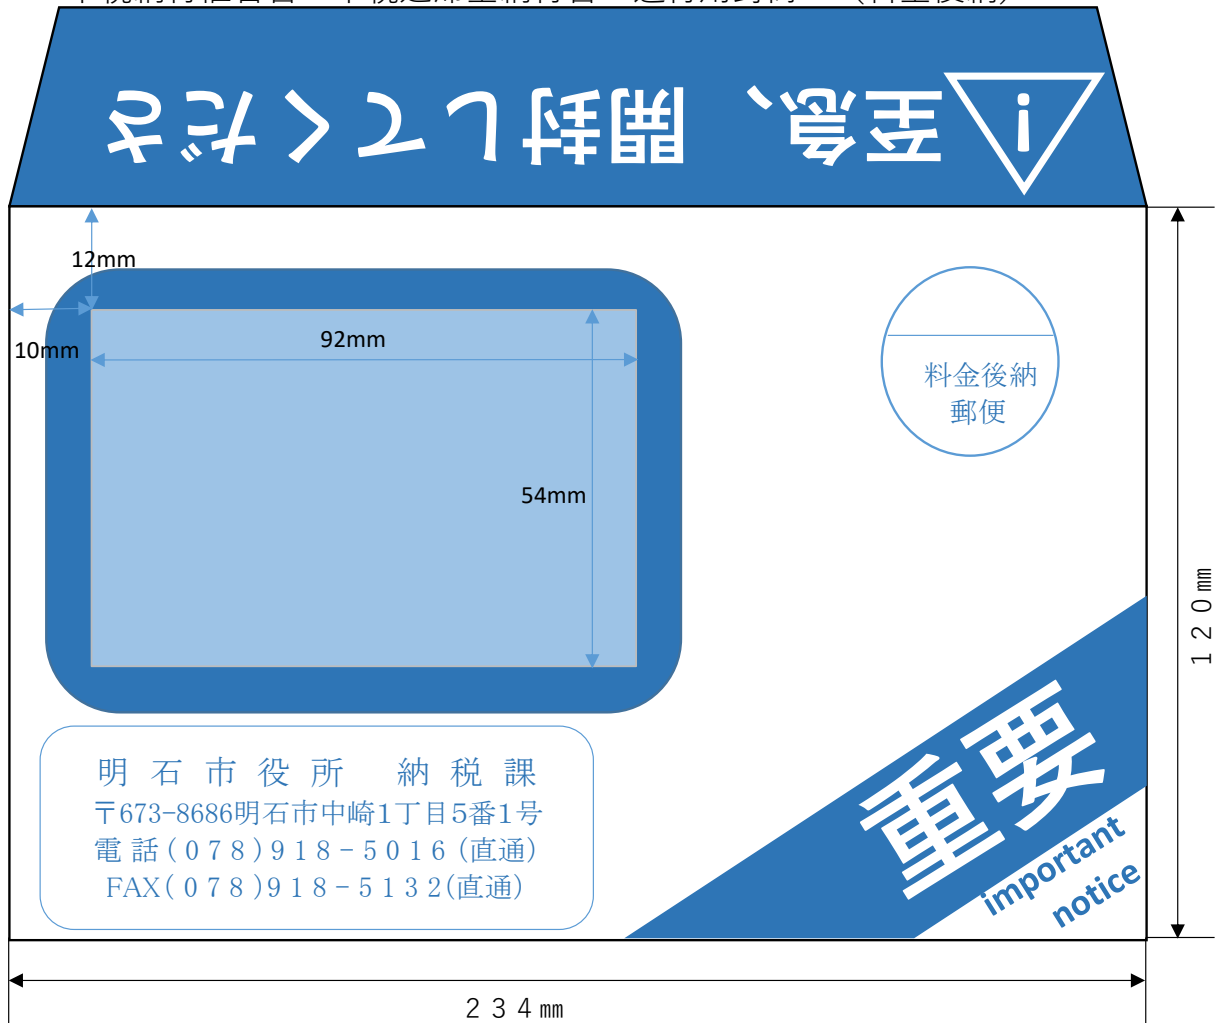 至急、開封してくださ
12mm
10mm
92mm
54mm
料金後納
郵便
120㎜
重要
important
notice
明石市役所 納税課
〒673-8686明石市中崎1丁目5番1号
電話(078)918-5016(直通)
FAX(078)918-5132(直通)
234㎜